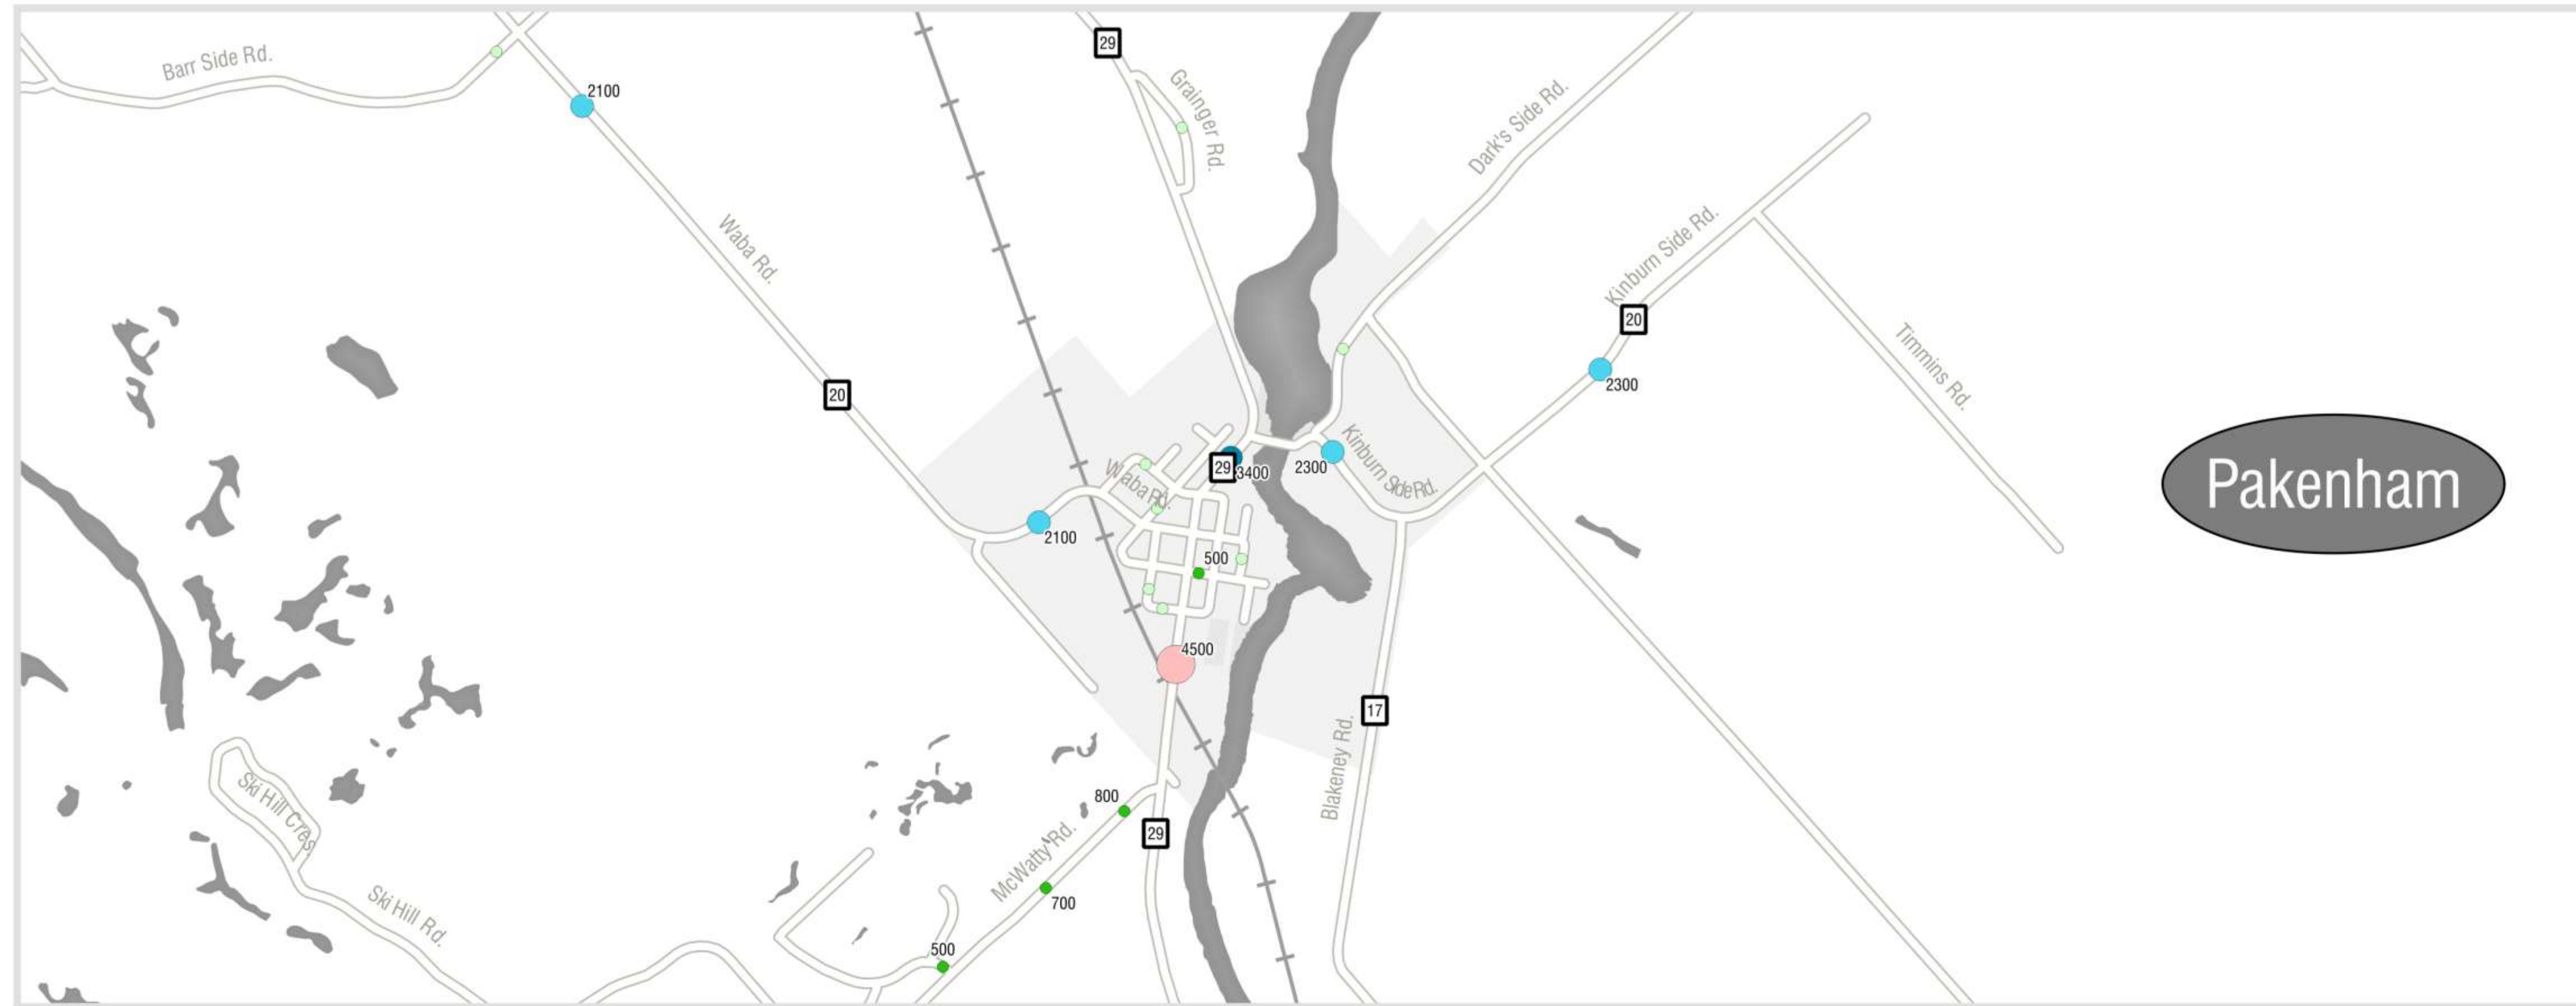 29
Barr Side Rd.
2100
Grainger Rd.
Dark's Side Rd.
Waba Rd.
Kinburn Side Rd.
20
Timmins Rd.
2300
20
Pakenham
Kinburn Side Rd.
29
3400
2300
Waba Rd.
2100
500
4500
17
Blakeney Rd.
Ski Hill Cres.
800
29
McWatty Rd.
700
Ski Hill Rd.
500